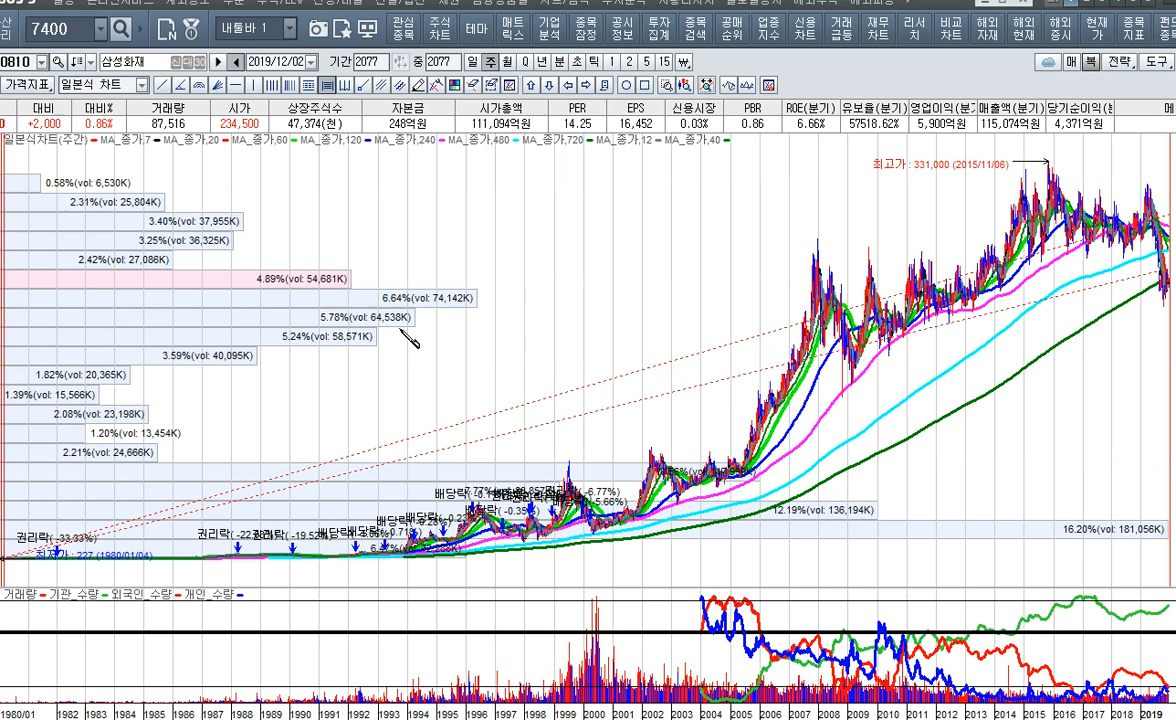 7400 내툴바 1 관심 종목 주식 차트 테마 매트 릭스 기업 분석 종목 잠정 공시 정보 투자 집계 종목 검색 공매 순위 업종 지수 신용 차트 거래 급등 재무 차트 리서 치 비교 차트 해외 자재 해외 현재 해외 증시 현재 가 종목 지표
0810 삼성화재 신 대 30 2019/12/02 기간 2077 중 2077 일 주 월 Q 년 분 초 틱 1 2 5 15 매 복 전략 도구
가격지표 일본식 차트
대비 대비% 거래량 시가 상장주식수 자본금 시가총액 PER EPS 신용시장 PBR ROE(분기) 유보율(분기) 영업이익(분기 매출액(분기) 당기순이익(분
+2,000 0.86% 87,516 234,500 47,374(천) 248억원 111,094억원 14.25 16,452 0.03% 0.86 6.66% 57518.62% 5,900억원 115,074억원 4,371억원
일본식차트(주간) MA_종가,7 MA_종가,20 MA_종가,60 MA_종가,120 MA_종가,240 MA_종가,480 MA_종가,720 MA_종가,12 MA_종가,40
최고가 : 331,000 (2015/11/06)
0.58%(vol: 6,530K)
2.31%(vol: 25,804K)
3.40%(vol: 37,955K)
3.25%(vol: 36,325K)
2.42%(vol: 27,086K)
4.89%(vol: 54,681K)
6.64%(vol: 74,142K)
5.78%(vol: 64,538K)
5.24%(vol: 58,571K)
3.59%(vol: 40,095K)
1.82%(vol: 20,365K)
1.39%(vol: 15,566K)
2.08%(vol: 23,198K)
1.20%(vol: 13,454K)
2.21%(vol: 24,666K)
12.19%(vol: 136,194K)
16.20%(vol: 181,056K)
권리락(-33.33%)
최저가 : 227 (1980/01/04)
거래량 기관_수량 외국인_수량 개인_수량
1980/01 1982 1983 1984 1985 1986 1987 1988 1989 1990 1991 1992 1993 1994 1995 1996 1997 1998 1999 2000 2001 2002 2003 2004 2005 2006 2007 2008 2009 2010 2011 2012 2013 2014 2015 2016 2017 2018 2019